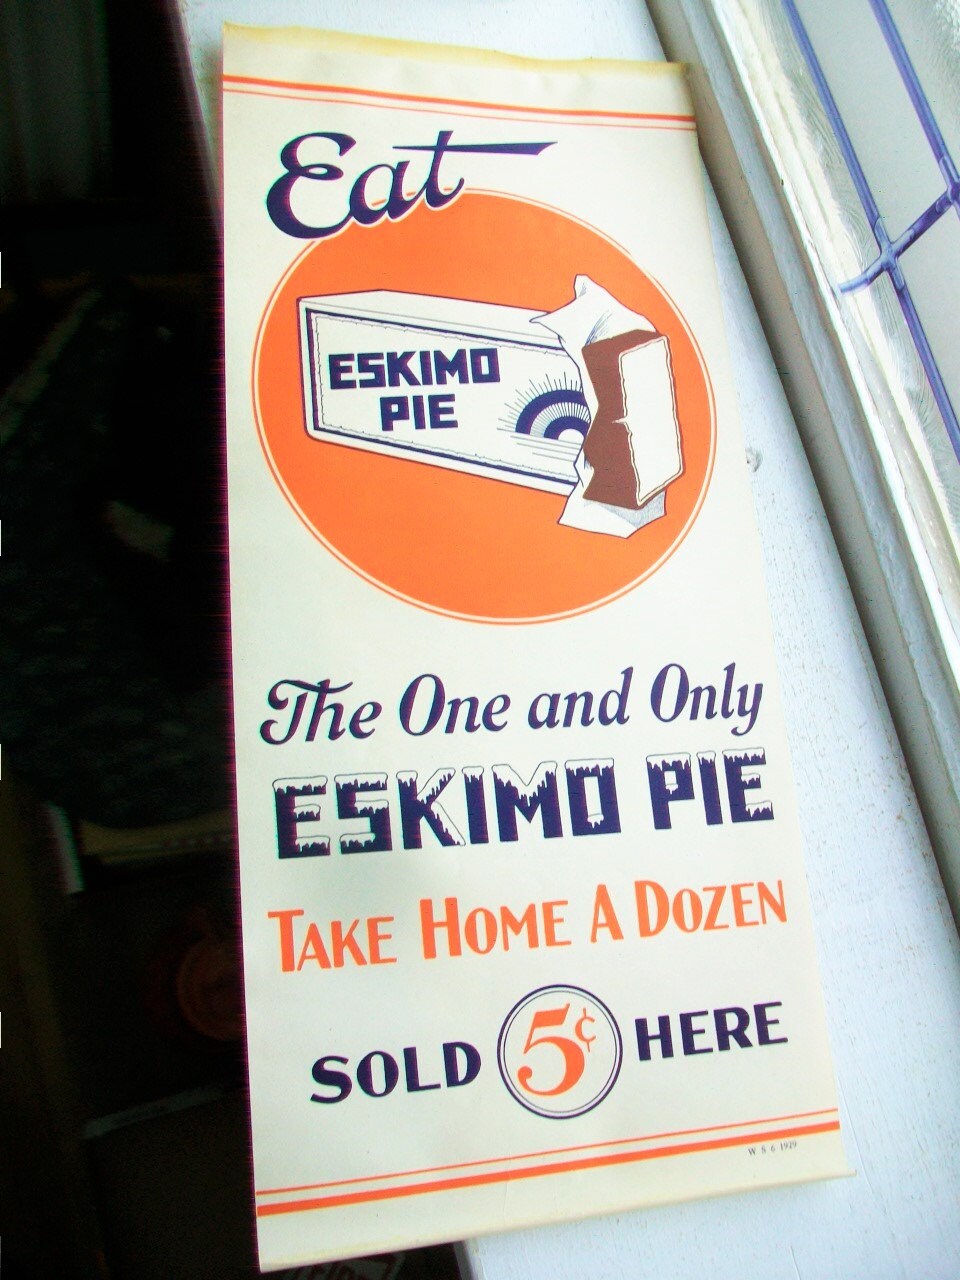 Eat
ESKIMO
PIE
The One and Only
ESKIMO PIE
TAKE HOME A DOZEN
SOLD 5¢ HERE
W S 6 1929